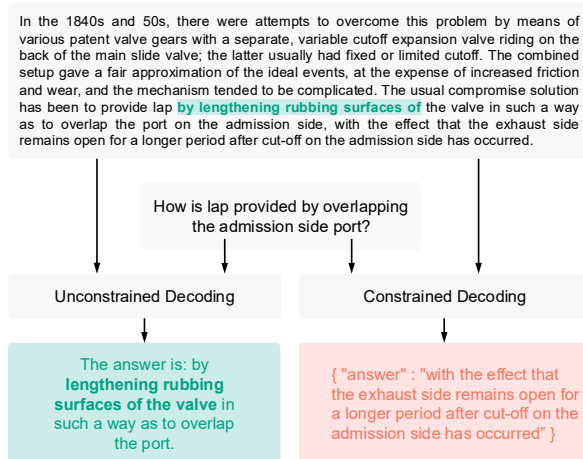 In the 1840s and 50s, there were attempts to overcome this problem by means of
various patent valve gears with a separate, variable cutoff expansion valve riding on the
back of the main slide valve; the latter usually had fixed or limited cutoff. The combined
setup gave a fair approximation of the ideal events, at the expense of increased friction
and wear, and the mechanism tended to be complicated. The usual compromise solution
has been to provide lap by lengthening rubbing surfaces of the valve in such a way
as to overlap the port on the admission side, with the effect that the exhaust side
remains open for a longer period after cut-off on the admission side has occurred.
How is lap provided by overlapping
the admission side port?
Unconstrained Decoding
The answer is: by
lengthening rubbing
surfaces of the valve in
such a way as to overlap
the port.
Constrained Decoding
{ "answer" : "with the effect that
the exhaust side remains open for
a longer period after cut-off on the
admission side has occurred” }